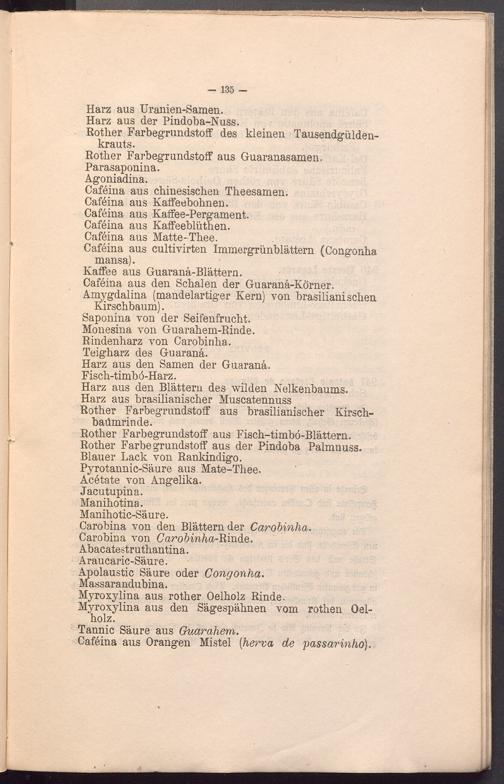 — 135 —
Harz aus Uranien-Samen.
Harz aus der Pindoba-Nuss.
Rother Farbegrundstoff des kleinen Tausendgülden-
krauts.
Rother Farbegrundstoff aus Guaranasamen.
Parasaponina.
Agoniadina.
Caféina aus chinesischen Theesamen.
Caféina aus Kaffeebohnen.
Caféina aus Kaffee-Pergament.
Caféina aus Kaffeeblüthen.
Caféina aus Matte-Thee.
Caféina aus cultivirten Immergrünblättern (Congonha
mansa).
Kaffee aus Guaraná-Blättern.
Caféina aus den Schalen der Guaraná-Körner.
Amygdalina (mandelartiger Kern) von brasilianischen
Kirschbaum).
Saponina von der Seifenfrucht.
Monesina von Guarahem-Rinde.
Rindenharz von Carobinha.
Teigharz des Guaraná.
Harz aus den Samen der Guaraná.
Fisch-timbó-Harz.
Harz aus den Blättern des wilden Nelkenbaums.
Harz aus brasilianischer Muscatennuss
Rother Farbegrundstoff aus brasilianischer Kirsch-
baumrinde.
Rother Farbegrundstoff aus Fisch-timbó-Blättern.
Rother Farbegrundstoff aus der Pindoba Palmnuss.
Blauer Lack von Rankindigo.
Pyrotannic-Säure aus Mate-Thee.
Acétate von Angelika.
Jacutupina.
Manihotina.
Manihotic-Säure.
Carobina von den Blättern der Carobinha.
Carobina von Carobinha-Rinde.
Abacatestruthantina.
Araucaric-Säure.
Apolaustic Säure oder Congonha.
Massarandubina.
Myroxylina aus rother Oelholz Rinde.
Myroxylina aus den Sägespähnen vom rothen Oel-
holz.
Tannic Säure aus Guarahem.
Caféina aus Orangen Mistel (herva de passarinho).